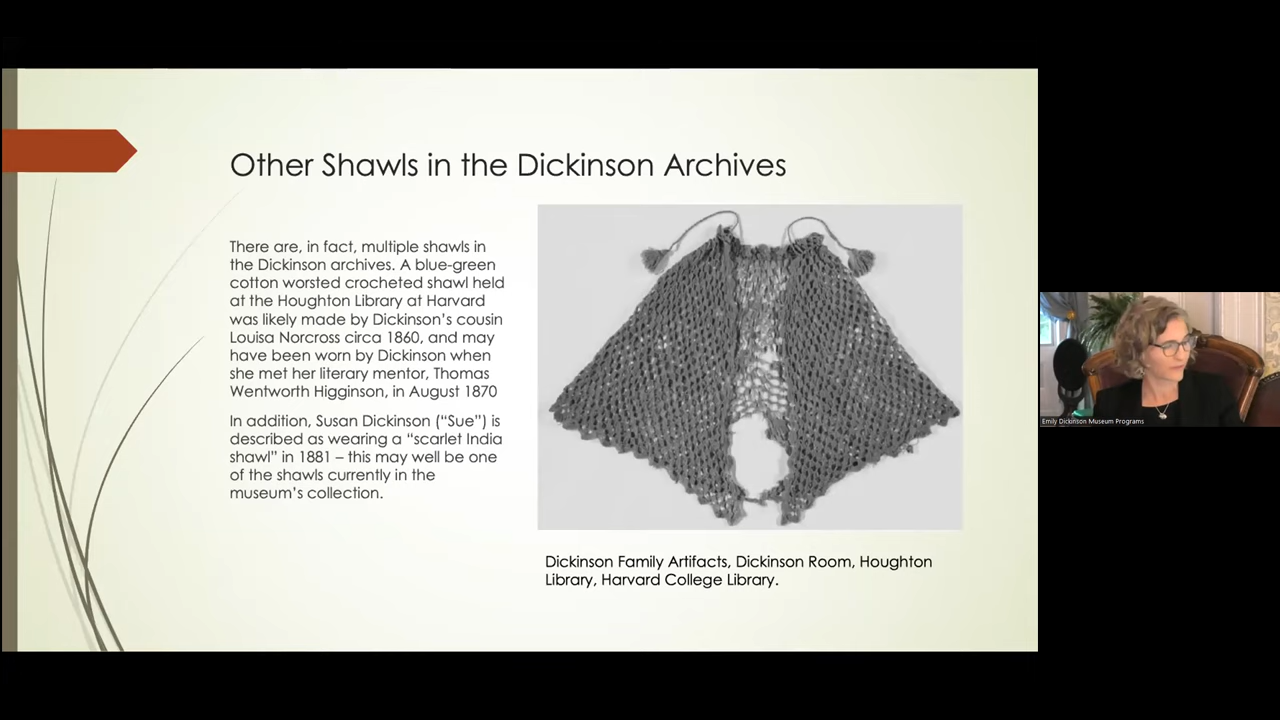 Other Shawls in the Dickinson Archives
There are, in fact, multiple shawls in
the Dickinson archives. A blue-green
cotton worsted crocheted shawl held
at the Houghton Library at Harvard
was likely made by Dickinson’s cousin
Louisa Norcross circa 1860, and may
have been worn by Dickinson when
she met her literary mentor, Thomas
Wentworth Higginson, in August 1870
In addition, Susan Dickinson (“Sue”) is
described as wearing a “scarlet India
shawl” in 1881 – this may well be one
of the shawls currently in the
museum’s collection.
Dickinson Family Artifacts, Dickinson Room, Houghton
Library, Harvard College Library.
Emily Dickinson Museum Programs